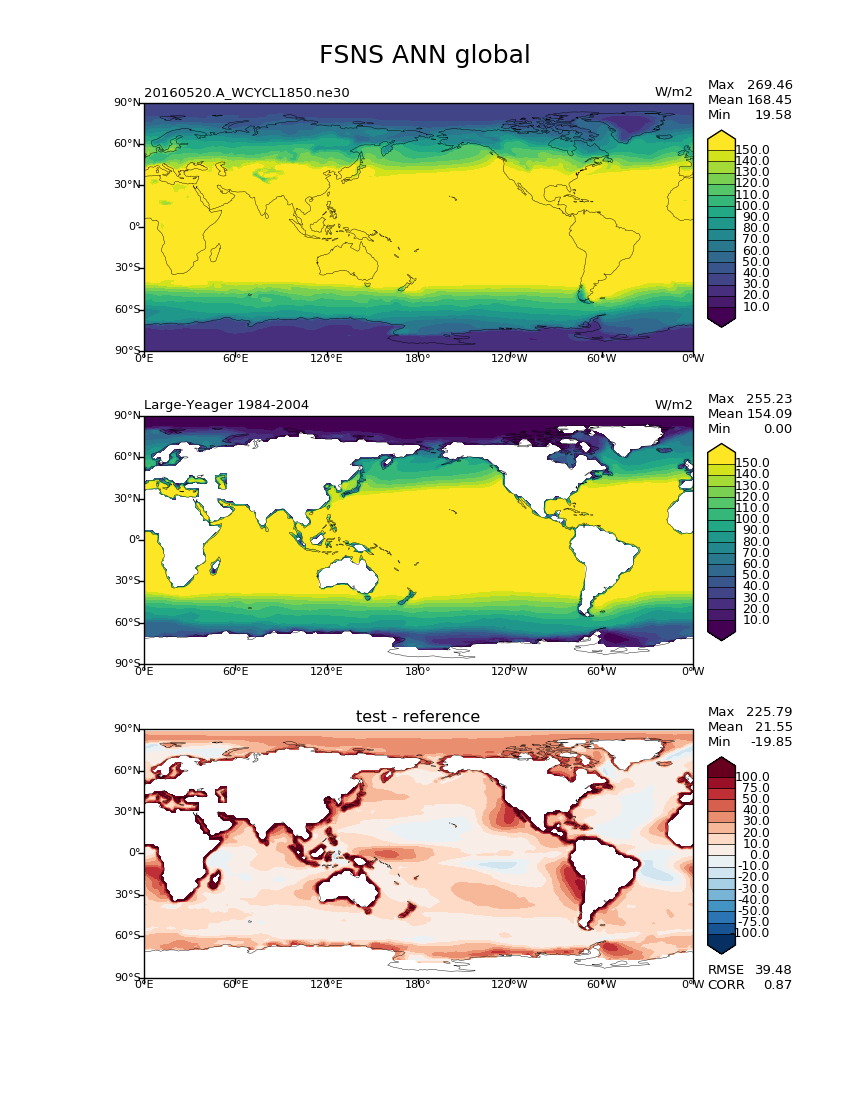 FSNS ANN global
20160520.A_WCYCL1850.ne30 W/m2
Max 269.46
Mean 168.45
Min 19.58
90°N
60°N
30°N
0°
30°S
60°S
90°S
0°E 60°E 120°E 180° 120°W 60°W 0°W
150.0
140.0
130.0
120.0
110.0
100.0
90.0
80.0
70.0
60.0
50.0
40.0
30.0
20.0
10.0
Large-Yeager 1984-2004 W/m2
Max 255.23
Mean 154.09
Min 0.00
90°N
60°N
30°N
0°
30°S
60°S
90°S
0°E 60°E 120°E 180° 120°W 60°W 0°W
150.0
140.0
130.0
120.0
110.0
100.0
90.0
80.0
70.0
60.0
50.0
40.0
30.0
20.0
10.0
test - reference
Max 225.79
Mean 21.55
Min -19.85
90°N
60°N
30°N
0°
30°S
60°S
90°S
0°E 60°E 120°E 180° 120°W 60°W 0°W
100.0
75.0
50.0
40.0
30.0
20.0
10.0
0.0
-10.0
-20.0
-30.0
-40.0
-50.0
-75.0
-100.0
RMSE 39.48
CORR 0.87